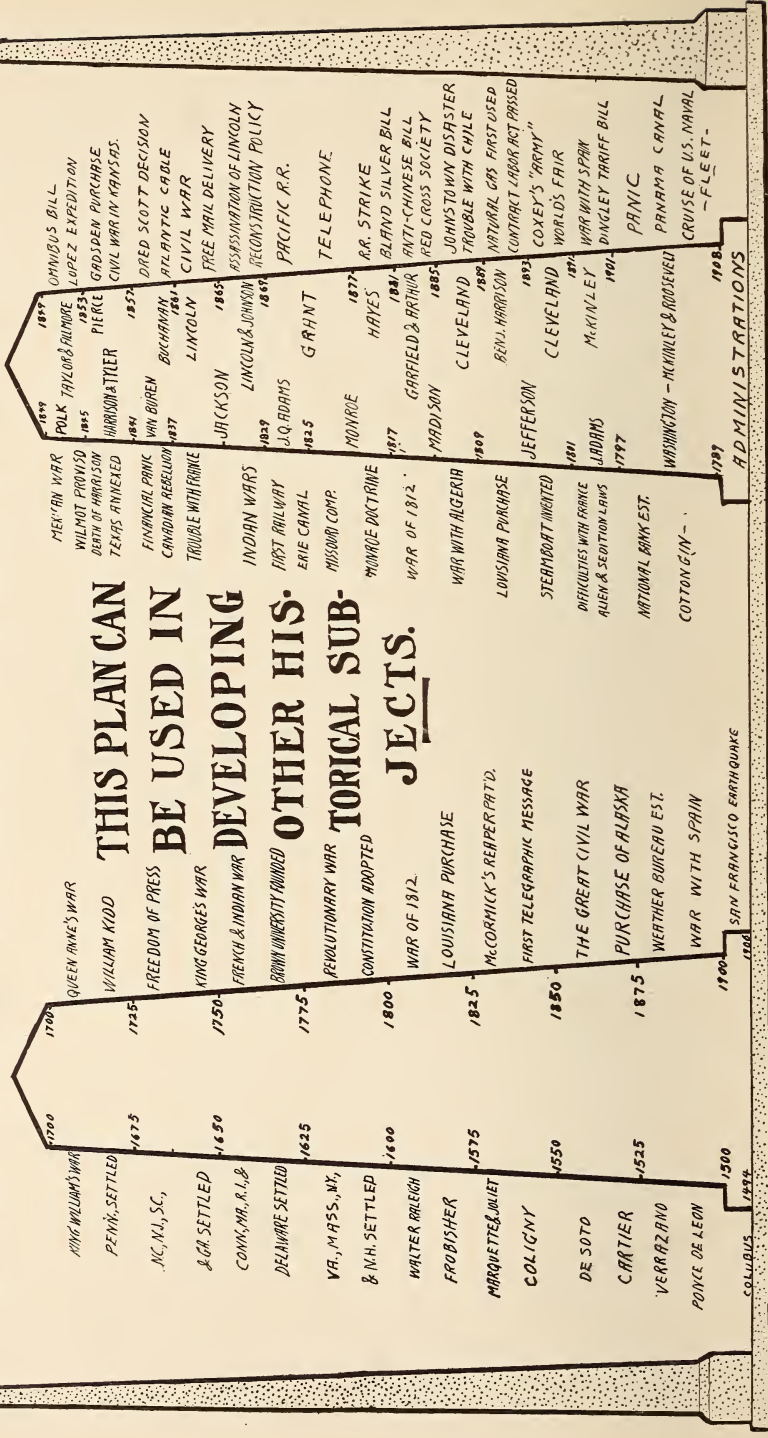 THIS PLAN CAN
BE USED IN
DEVELOPING
OTHER HIS-
TORICAL SUB-
JECTS.
KING WILLIAM'S WAR
PENN., SETTLED
N.C., N.J., S.C.,
& GA. SETTLED
CONN., MA., R.I., &
DELAWARE SETTLED
VA., MASS., N.Y.,
& N.H. SETTLED
WALTER RALEIGH
FROBISHER
MARQUETTE & JOLIET
COLIGNY
DE SOTO
CARTIER
VERRAZANO
PONCE DE LEON
COLUBUS
1700
1675
1650
1625
1600
1575
1550
1525
1500
1494
1700
1725
1750
1775
1800
1825
1850
1875
1900
1906
QUEEN ANNE'S WAR
WILLIAM KIDD
FREEDOM OF PRESS
KING GEORGE'S WAR
FRENCH & INDIAN WAR
BROWN UNIVERSITY FOUNDED
REVOLUTIONARY WAR
CONSTITUTION ADOPTED
WAR OF 1812.
LOUISIANA PURCHASE
McCORMICK'S REAPER PAT'D.
FIRST TELEGRAPHIC MESSAGE
THE GREAT CIVIL WAR
PURCHASE OF ALASKA
WEATHER BUREAU EST.
WAR WITH SPAIN
SAN FRANCISCO EARTHQUAKE
MEXICAN WAR
WILMOT PROVISO
DEATH OF HARRISON
TEXAS ANNEXED
FINANCIAL PANIC
CANADIAN REBELLION
TROUBLE WITH FRANCE
INDIAN WARS
FIRST RAILWAY
ERIE CANAL
MISSOURI COMP.
MONROE DOCTRINE
WAR OF 1812.
WAR WITH ALGERIA
LOUISIANA PURCHASE
STEAMBOAT INVENTED
DIFFICULTIES WITH FRANCE
ALIEN & SEDITION LAWS
NATIONAL BANK EST.
COTTON GIN-
1849
POLK
1845
HARRISON & TYLER
1841
VAN BUREN
1837
JACKSON
1829
J.Q. ADAMS
1825
MONROE
1817
MADISON
1809
JEFFERSON
1801
J. ADAMS
1797
WASHINGTON - McKINLEY & ROOSEVELT
1789
1849
TAYLOR & FILLMORE
1853
PIERCE
1857
BUCHANAN
1861
LINCOLN
1865
LINCOLN & JOHNSON
1869
GRANT
1877
HAYES
1881
GARFIELD & ARTHUR
1885
CLEVELAND
1889
BENJ. HARRISON
1893
CLEVELAND
McKINLEY
1901
1908
ADMINISTRATIONS
OMNIBUS BILL
LOPEZ EXPEDITION
GADSDEN PURCHASE
CIVIL WAR IN KANSAS.
DRED SCOTT DECISION
ATLANTIC CABLE
CIVIL WAR
FREE MAIL DELIVERY
ASSASSINATION OF LINCOLN
RECONSTRUCTION POLICY
PACIFIC R.R.
TELEPHONE
R.R. STRIKE
BLAND SILVER BILL
ANTI-CHINESE BILL
RED CROSS SOCIETY
JOHNSTOWN DISASTER
TROUBLE WITH CHILE
NATURAL GAS FIRST USED
CONTRACT LABOR ACT PASSED
COXEY'S "ARMY"
WORLD'S FAIR
WAR WITH SPAIN
DINGLEY TARIFF BILL
PANIC
PANAMA CANAL
CRUISE OF U.S. NAVAL
-FLEET-